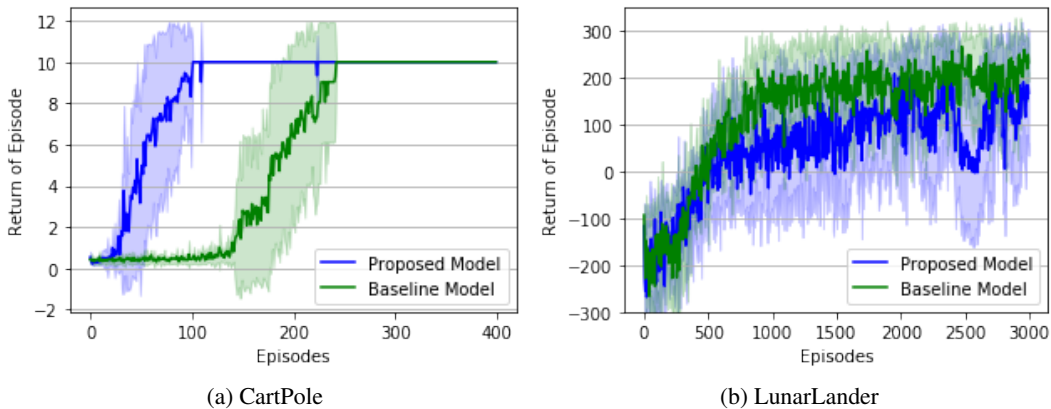 12
10
8
6
4
2
0
−2
Return of Episode
0
100
200
300
400
Episodes
Proposed Model
Baseline Model
(a) CartPole
300
200
100
0
−100
−200
−300
Return of Episode
0
500
1000
1500
2000
2500
3000
Episodes
Proposed Model
Baseline Model
(b) LunarLander